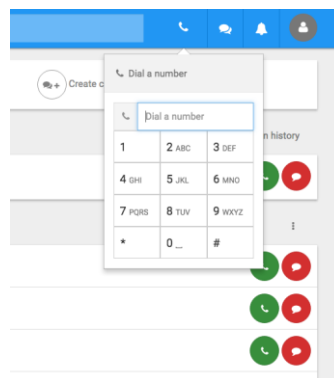 Dial a number
Create c
Dial a number
n history
1 2 ABC 3 DEF
4 GHI 5 JKL 6 MNO
7 PQRS 8 TUV 9 WXYZ
* 0 _ #